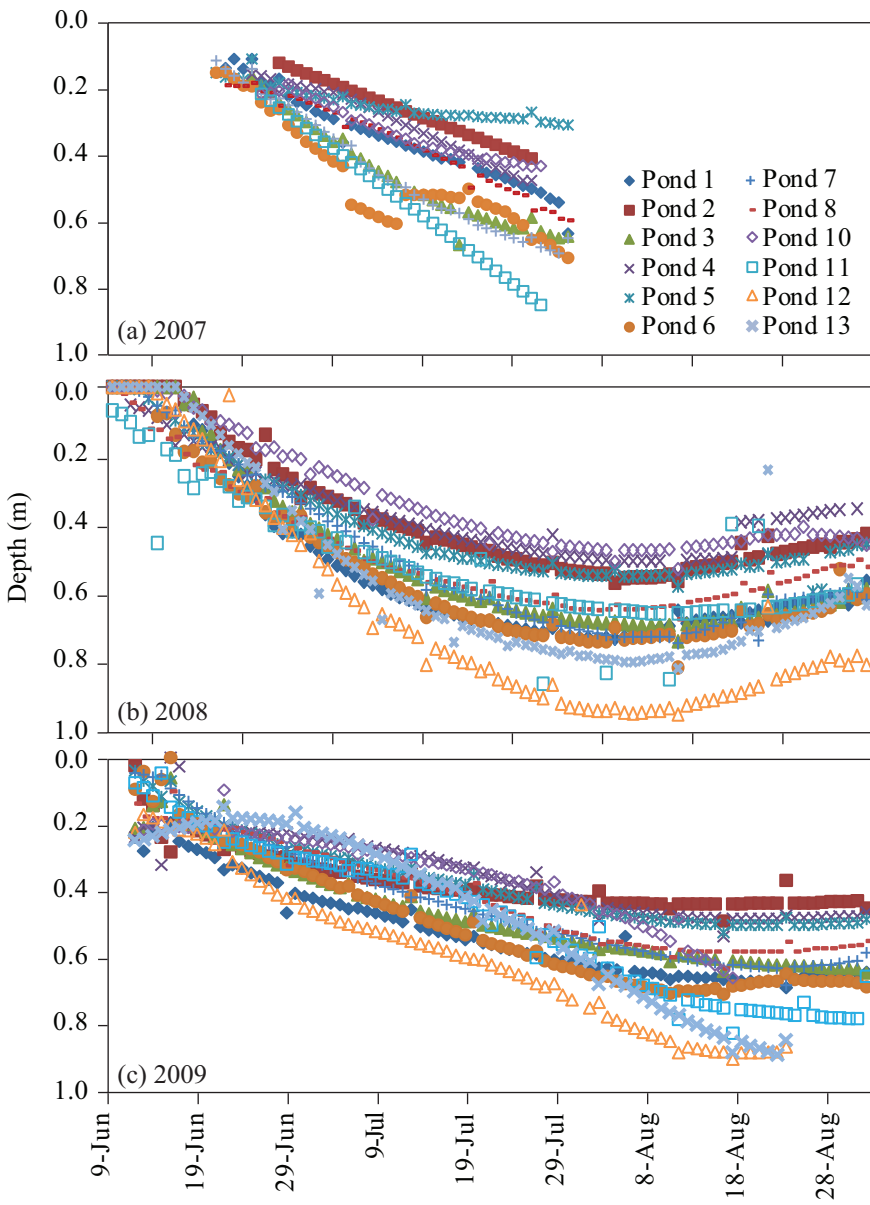 0.0
0.2
0.4
0.6
0.8
1.0
(a) 2007
Pond 1
Pond 2
Pond 3
Pond 4
Pond 5
Pond 6
Pond 7
Pond 8
Pond 10
Pond 11
Pond 12
Pond 13
Depth (m)
0.0
0.2
0.4
0.6
0.8
1.0
(b) 2008
0.0
0.2
0.4
0.6
0.8
1.0
(c) 2009
9-Jun
19-Jun
29-Jun
9-Jul
19-Jul
29-Jul
8-Aug
18-Aug
28-Aug